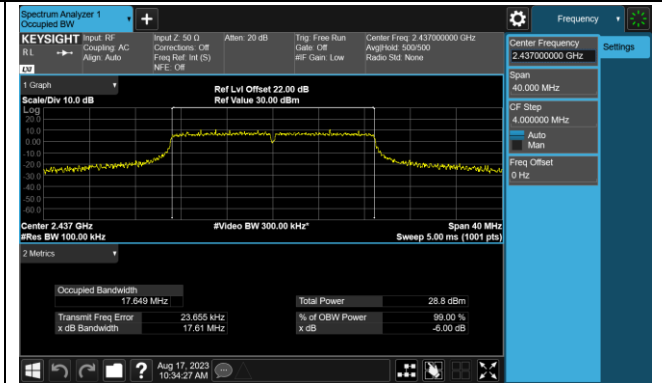 Spectrum Analyzer 1
Occupied BW
Frequency
KEYSIGHT Input: RF
RL
Coupling: AC
Align: Auto
LXI
Input Z: 50 Ω
Corrections: Off
Freq Ref: Int (S)
NFE: Off
Atten: 20 dB
Trig: Free Run
Gate: Off
#IF Gain: Low
Center Freq: 2.437000000 GHz
Avg|Hold: 500/500
Radio Std: None
Center Frequency
2.437000000 GHz
Settings
Span
40.000 MHz
CF Step
4.000000 MHz
Auto
Man
Freq Offset
0 Hz
1 Graph
Scale/Div 10.0 dB
Ref Lvl Offset 22.00 dB
Ref Value 30.00 dBm
Log
20.0
10.0
0.00
-10.0
-20.0
-30.0
-40.0
-50.0
-60.0
Center 2.437 GHz
#Res BW 100.00 kHz
#Video BW 300.00 kHz*
Span 40 MHz
Sweep 5.00 ms (1001 pts)
2 Metrics
Occupied Bandwidth
17.649 MHz
Total Power 28.8 dBm
Transmit Freq Error 23.655 kHz
% of OBW Power 99.00 %
x dB Bandwidth 17.61 MHz
x dB -6.00 dB
Aug 17, 2023
10:34:27 AM